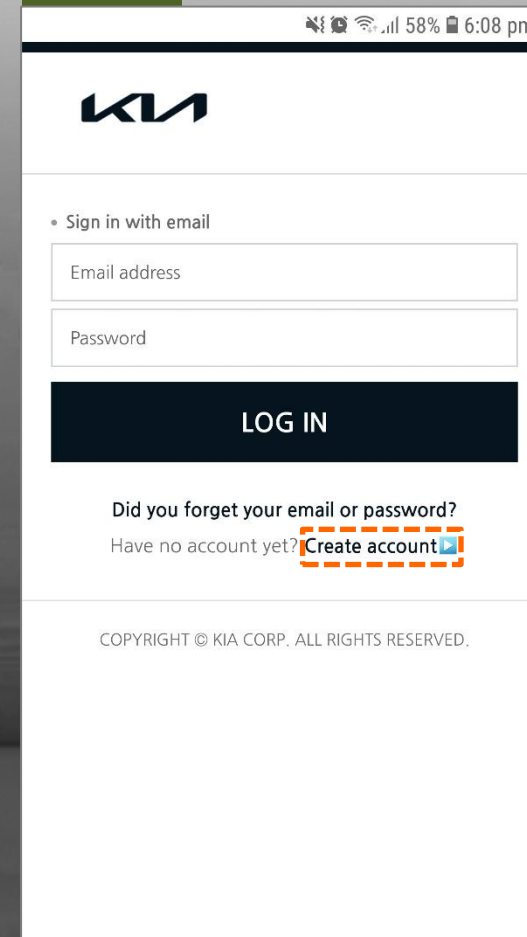 58% 6:08 pm
KIA
Sign in with email
Email address
Password
LOG IN
Did you forget your email or password?
Have no account yet? Create account
COPYRIGHT © KIA CORP. ALL RIGHTS RESERVED.